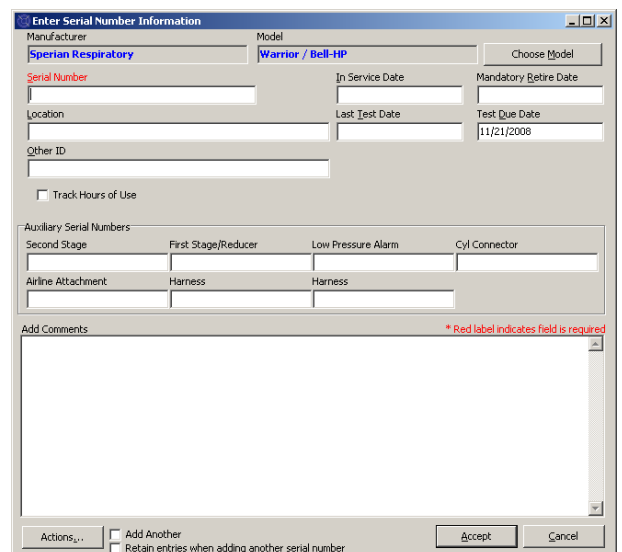 Enter Serial Number Information
Manufacturer Model
Sperian Respiratory Warrior / Bell-HP Choose Model
Serial Number In Service Date Mandatory Retire Date
Location Last Test Date Test Due Date
11/21/2008
Other ID
Track Hours of Use
Auxiliary Serial Numbers
Second Stage First Stage/Reducer Low Pressure Alarm Cyl Connector
Airline Attachment Harness Harness
Add Comments * Red label indicates field is required
Actions... Add Another Accept Cancel
Retain entries when adding another serial number